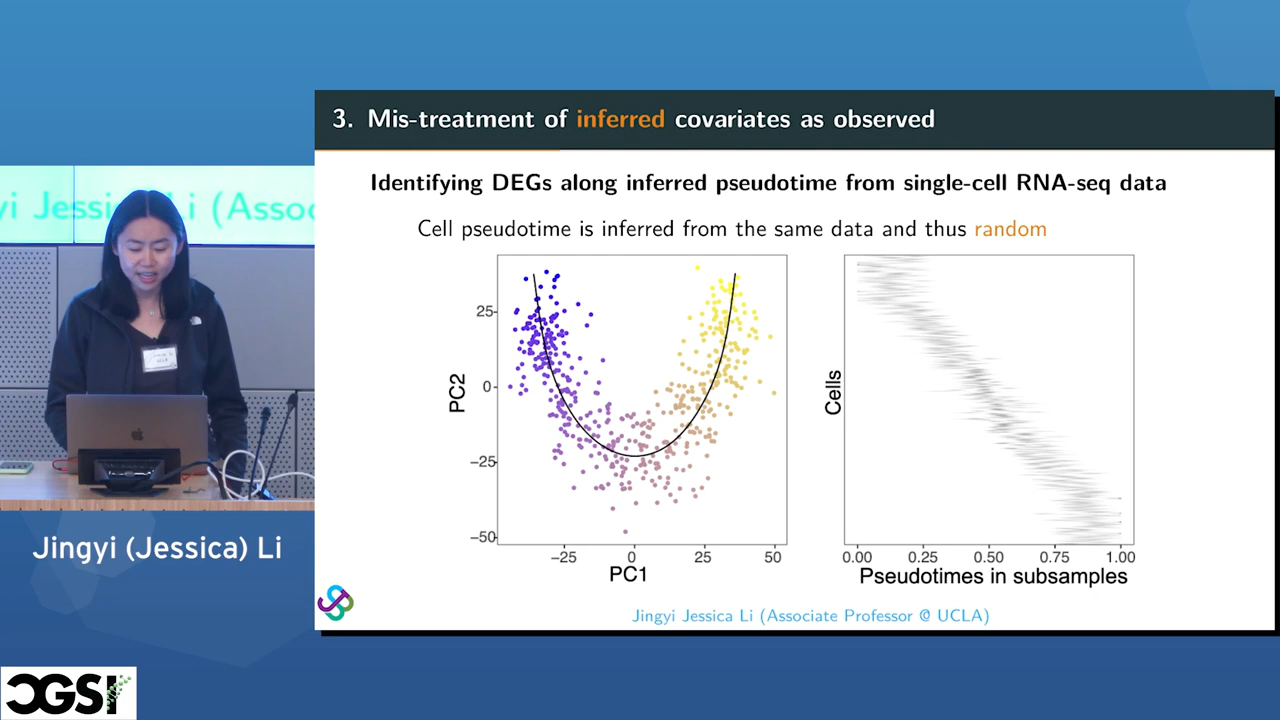 3. Mis-treatment of inferred covariates as observed
Identifying DEGs along inferred pseudotime from single-cell RNA-seq data
Cell pseudotime is inferred from the same data and thus random
25
0
−25
−50
PC2
−25
0
25
50
PC1
Cells
0.00
0.25
0.50
0.75
1.00
Pseudotimes in subsamples
Jingyi Jessica Li (Associate Professor @ UCLA)
yi Jessi
i (Assoc
Jingyi (Jessica) Li
CGSI